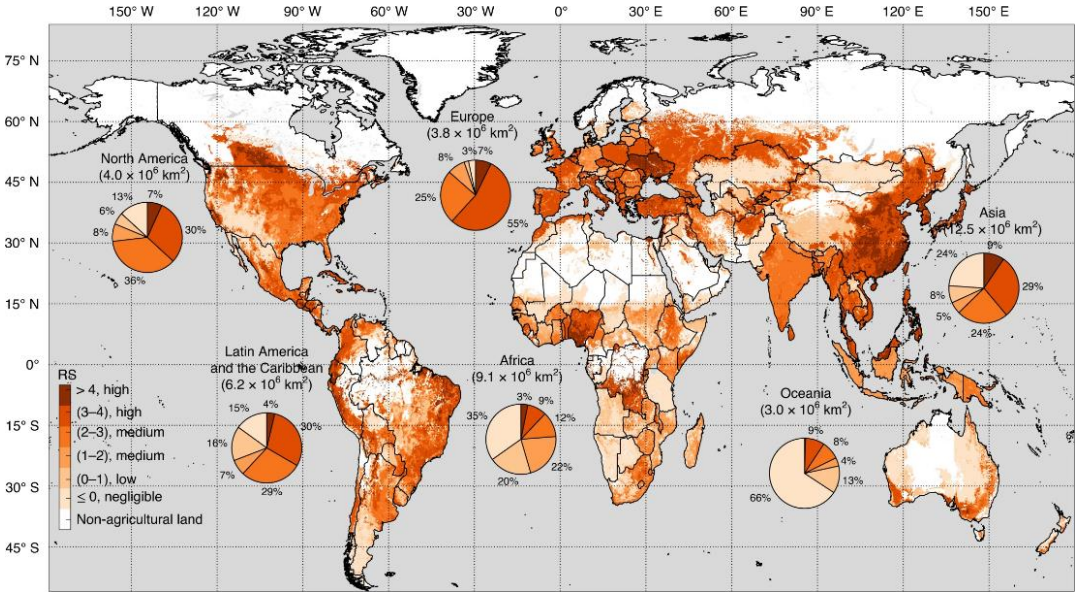 150° W 120° W 90° W 60° W 30° W 0° 30° E 60° E 90° E 120° E 150° E
75° N
60° N
45° N
30° N
15° N
0°
15° S
30° S
45° S
North America
(4.0 × 10⁶ km²)
13% 7%
6%
30%
8%
36%
Europe
(3.8 × 10⁶ km²)
8% 3% 7%
25%
55%
Asia
(12.5 × 10⁶ km²)
24% 9%
29%
8%
5%
24%
Latin America
and the Caribbean
(6.2 × 10⁶ km²)
15% 4%
30%
16%
7%
29%
Africa
(9.1 × 10⁶ km²)
3% 9%
35% 12%
22%
20%
Oceania
(3.0 × 10⁶ km²)
9%
8%
4%
13%
66%
RS
> 4, high
(3–4), high
(2–3), medium
(1–2), medium
(0–1), low
≤ 0, negligible
Non-agricultural land